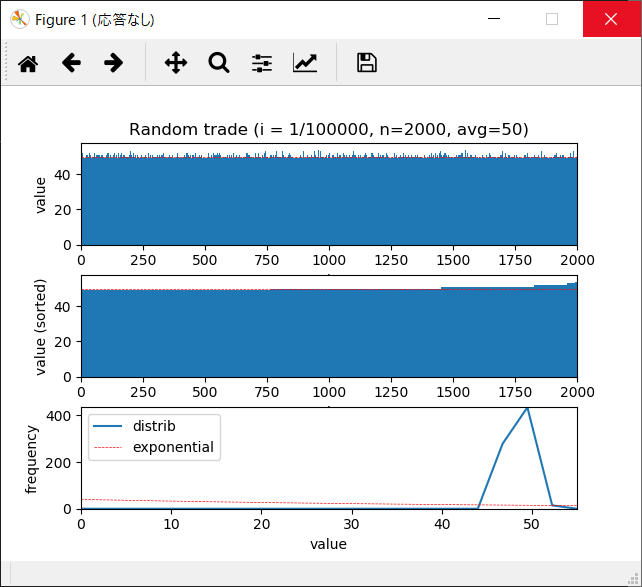 Figure 1 (応答なし)
Random trade (i = 1/100000, n=2000, avg=50)
value
40
20
0
0 250 500 750 1000 1250 1500 1750 2000
value (sorted)
40
20
0
0 250 500 750 1000 1250 1500 1750 2000
frequency
400
200
0
distrib
exponential
0 10 20 30 40 50
value